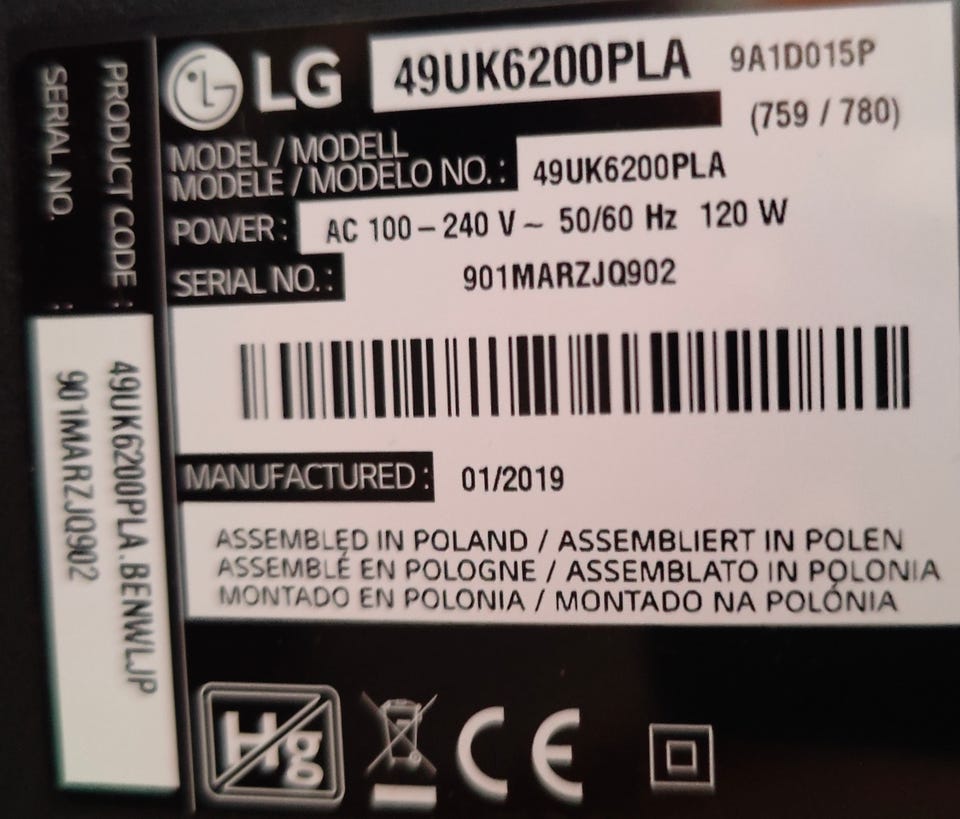 LG 49UK6200PLA 9A1D015P
(759 / 780)
MODEL / MODELL
MODÈLE / MODELO NO. : 49UK6200PLA
POWER : AC 100 – 240 V ~ 50/60 Hz 120 W
SERIAL NO. : 901MARZJQ902
MANUFACTURED : 01/2019
ASSEMBLED IN POLAND / ASSEMBLIERT IN POLEN
ASSEMBLÉ EN POLOGNE / ASSEMBLATO IN POLONIA
MONTADO EN POLONIA / MONTADO NA POLÓNIA
Hg
CE
PRODUCT CODE : 49UK6200PLA.BENWLJP
SERIAL NO. : 901MARZJQ902